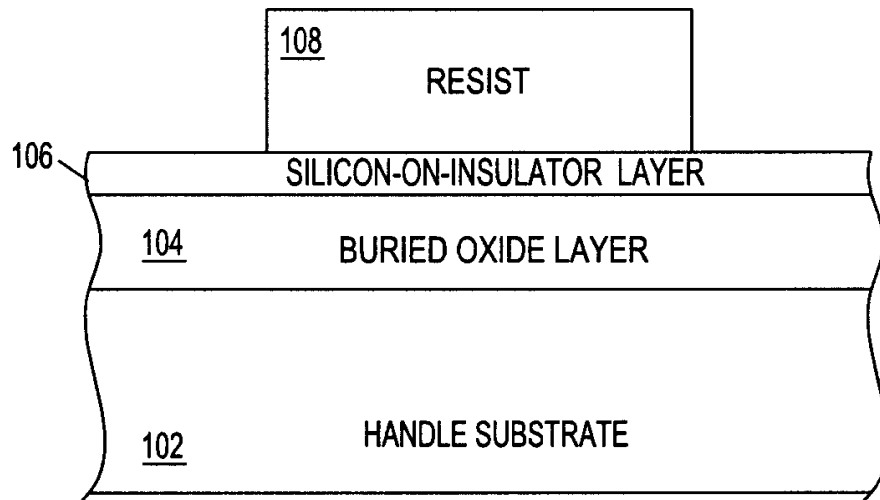 108
RESIST
106
SILICON-ON-INSULATOR LAYER
104
BURIED OXIDE LAYER
102
HANDLE SUBSTRATE